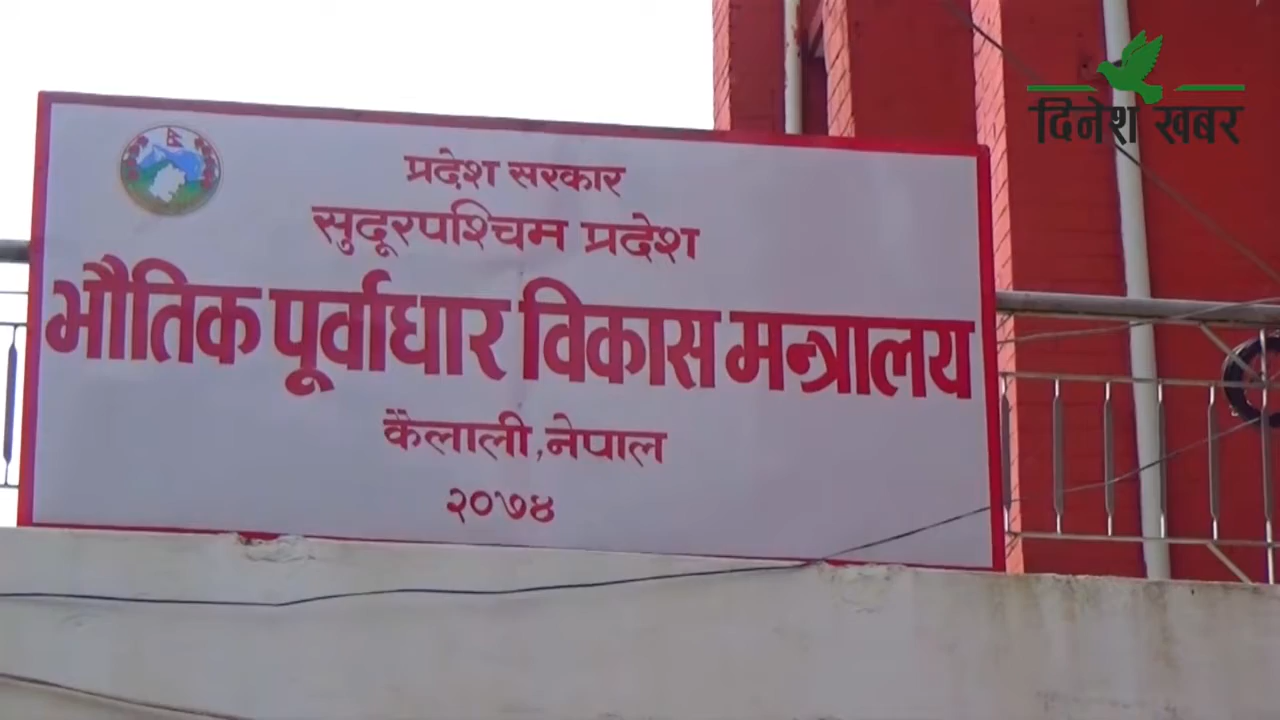 दिनेश खबर
प्रदेश सरकार
सुदूरपश्चिम प्रदेश
भौतिक पूर्वाधार विकास मन्त्रालय
कैलाली, नेपाल
२०७४